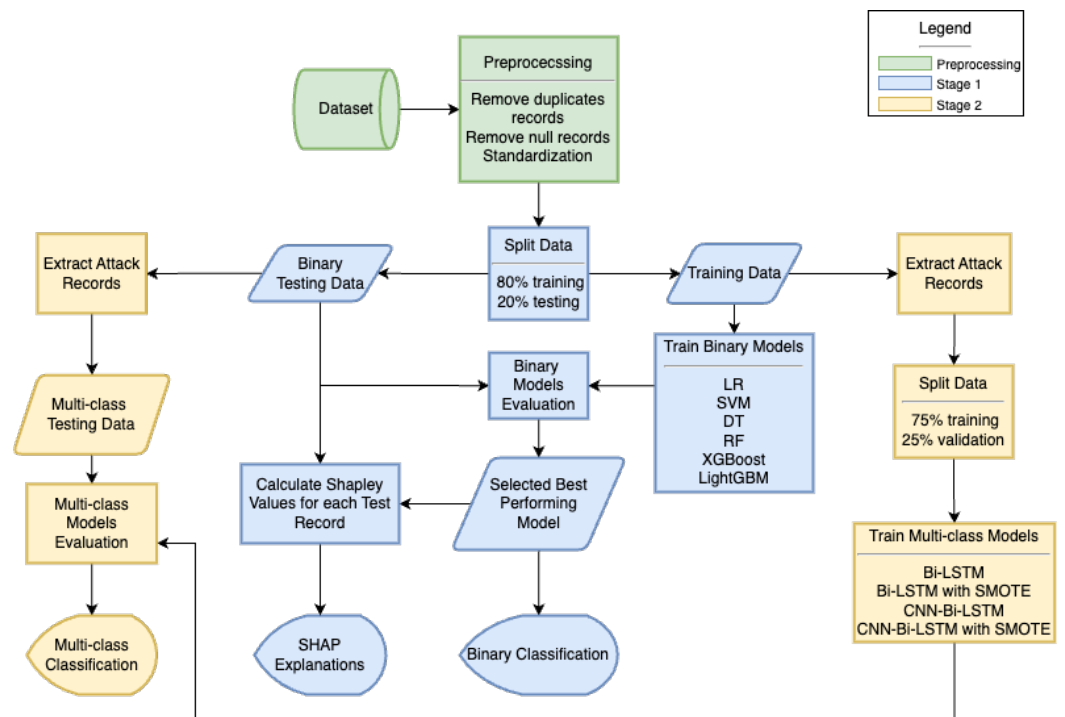 Legend
Preprocessing
Stage 1
Stage 2
Dataset
Preprocecssing
Remove duplicates
records
Remove null records
Standardization
Split Data
80% training
20% testing
Binary
Testing Data
Training Data
Extract Attack
Records
Extract Attack
Records
Multi-class
Testing Data
Binary
Models
Evaluation
Train Binary Models
LR
SVM
DT
RF
XGBoost
LightGBM
Split Data
75% training
25% validation
Multi-class
Models
Evaluation
Calculate Shapley
Values for each Test
Record
Selected Best
Performing
Model
Train Multi-class Models
Bi-LSTM
Bi-LSTM with SMOTE
CNN-Bi-LSTM
CNN-Bi-LSTM with SMOTE
Multi-class
Classification
SHAP
Explanations
Binary Classification